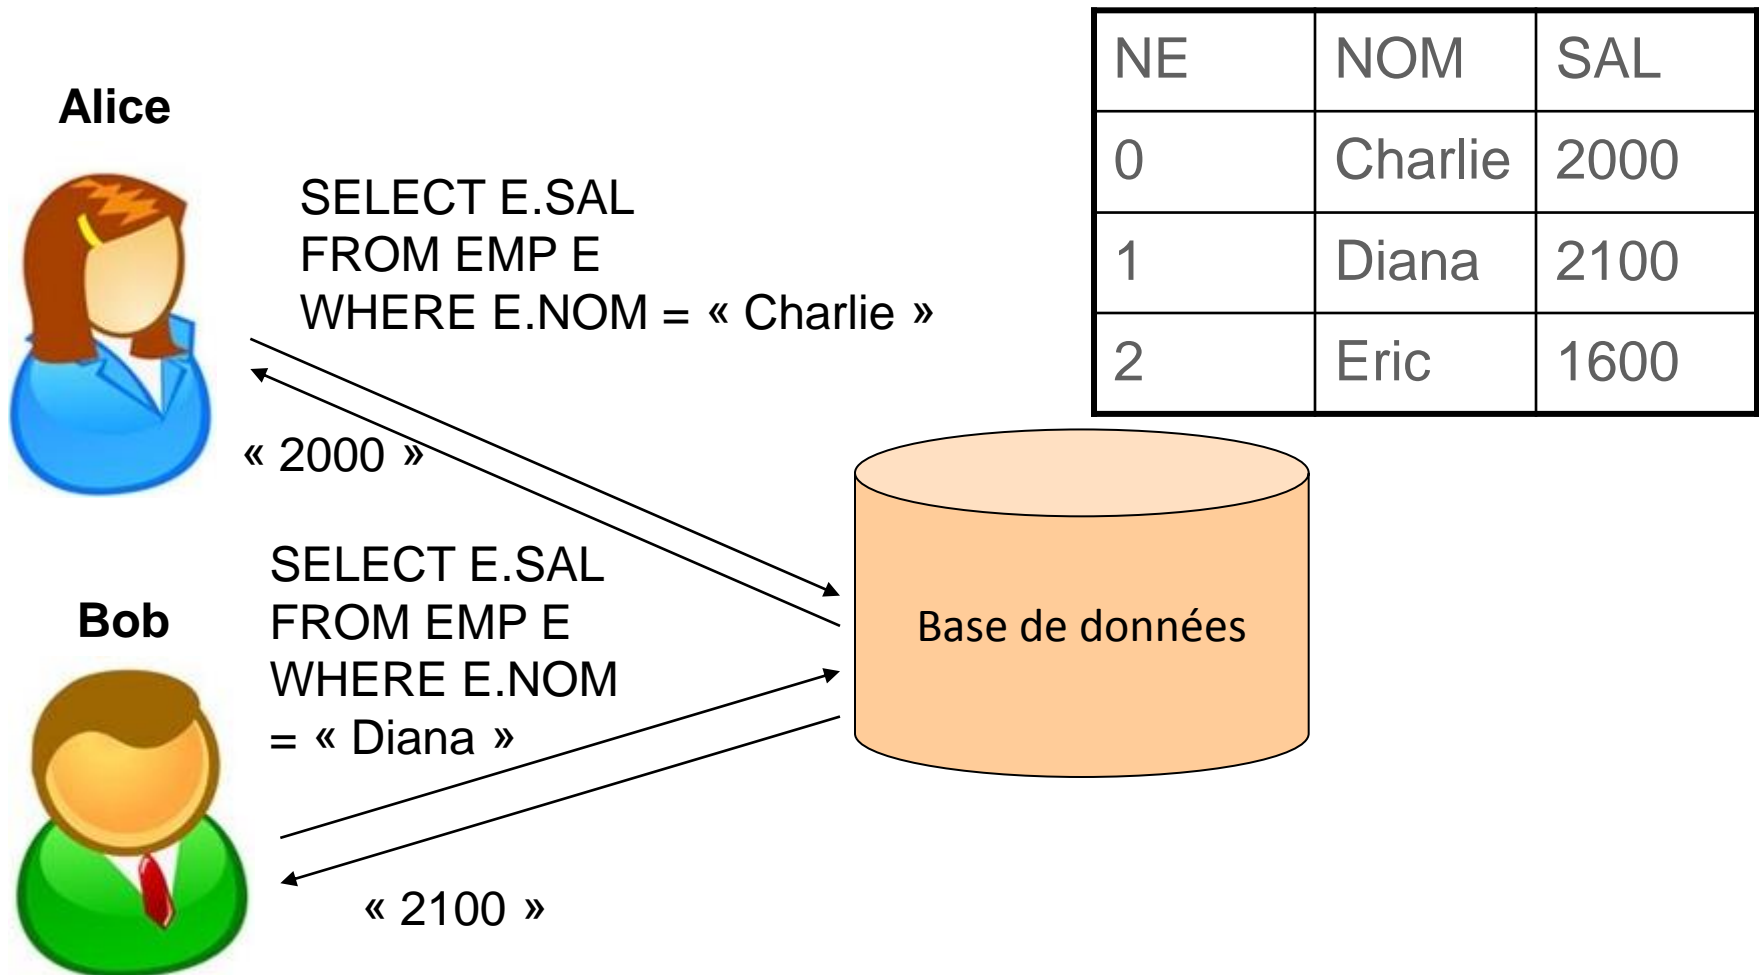 Alice
SELECT E.SAL
FROM EMP E
WHERE E.NOM = « Charlie »
« 2000 »
Bob
SELECT E.SAL
FROM EMP E
WHERE E.NOM
= « Diana »
« 2100 »
NE NOM SAL
0 Charlie 2000
1 Diana 2100
2 Eric 1600
Base de données